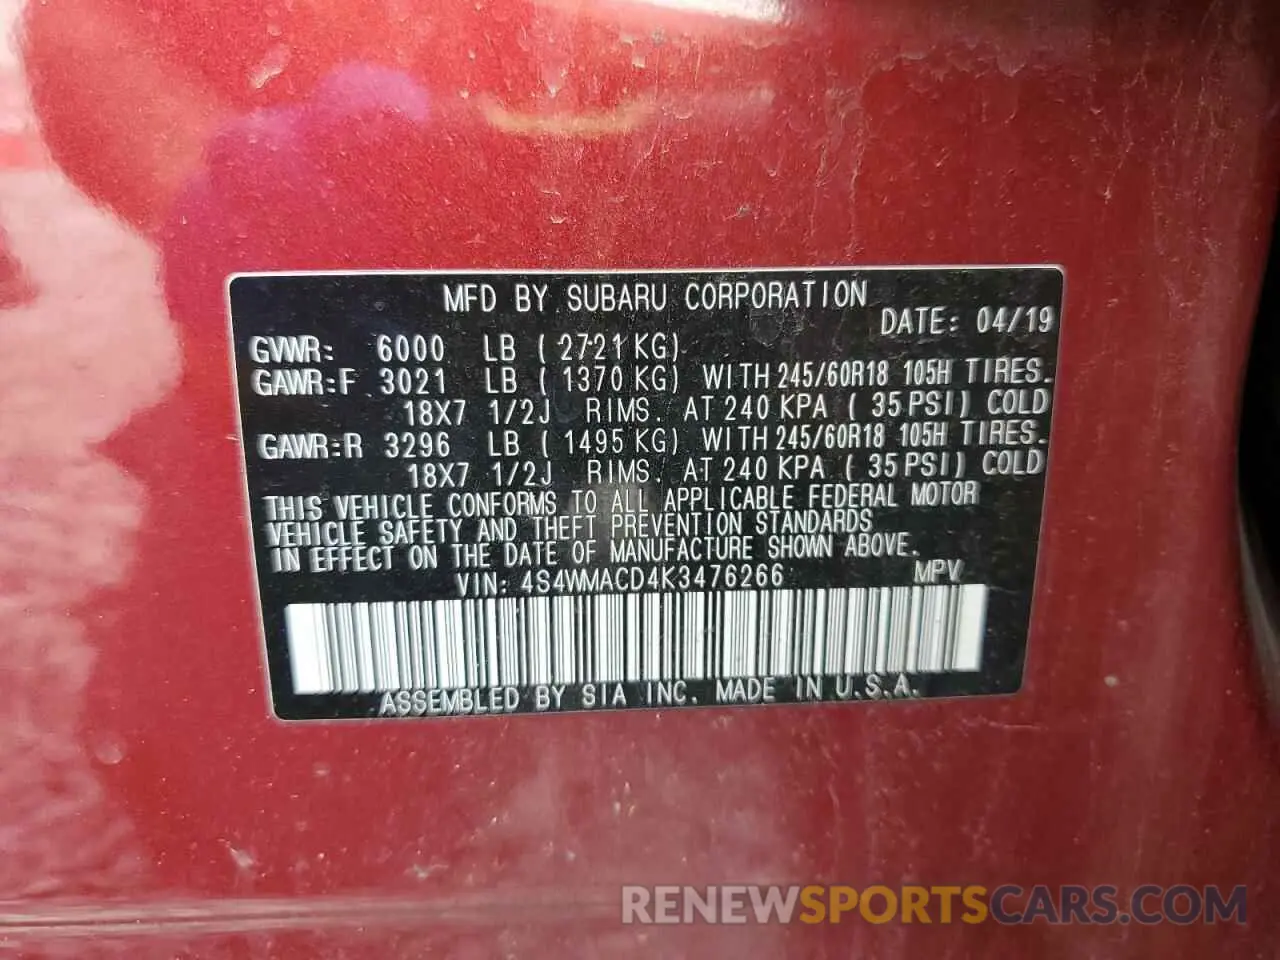 MFD BY SUBARU CORPORATION
DATE: 04/19
GVWR: 6000 LB ( 2721KG)
GAWR:F 3021 LB ( 1370 KG) WITH 245/60R18 105H TIRES.
18X7 1/2J RIMS. AT 240 KPA ( 35 PSI) COLD
GAWR:R 3296 LB ( 1495 KG) WITH 245/60R18 105H TIRES.
18X7 1/2J RIMS. AT 240 KPA ( 35 PSI) COLD
THIS VEHICLE CONFORMS TO ALL APPLICABLE FEDERAL MOTOR
VEHICLE SAFETY AND THEFT PREVENTION STANDARDS
IN EFFECT ON THE DATE OF MANUFACTURE SHOWN ABOVE.
VIN: 4S4WMACD4K3476266 MPV
ASSEMBLED BY SIA INC. MADE IN U.S.A.
RENEWSPORTSCARS.COM